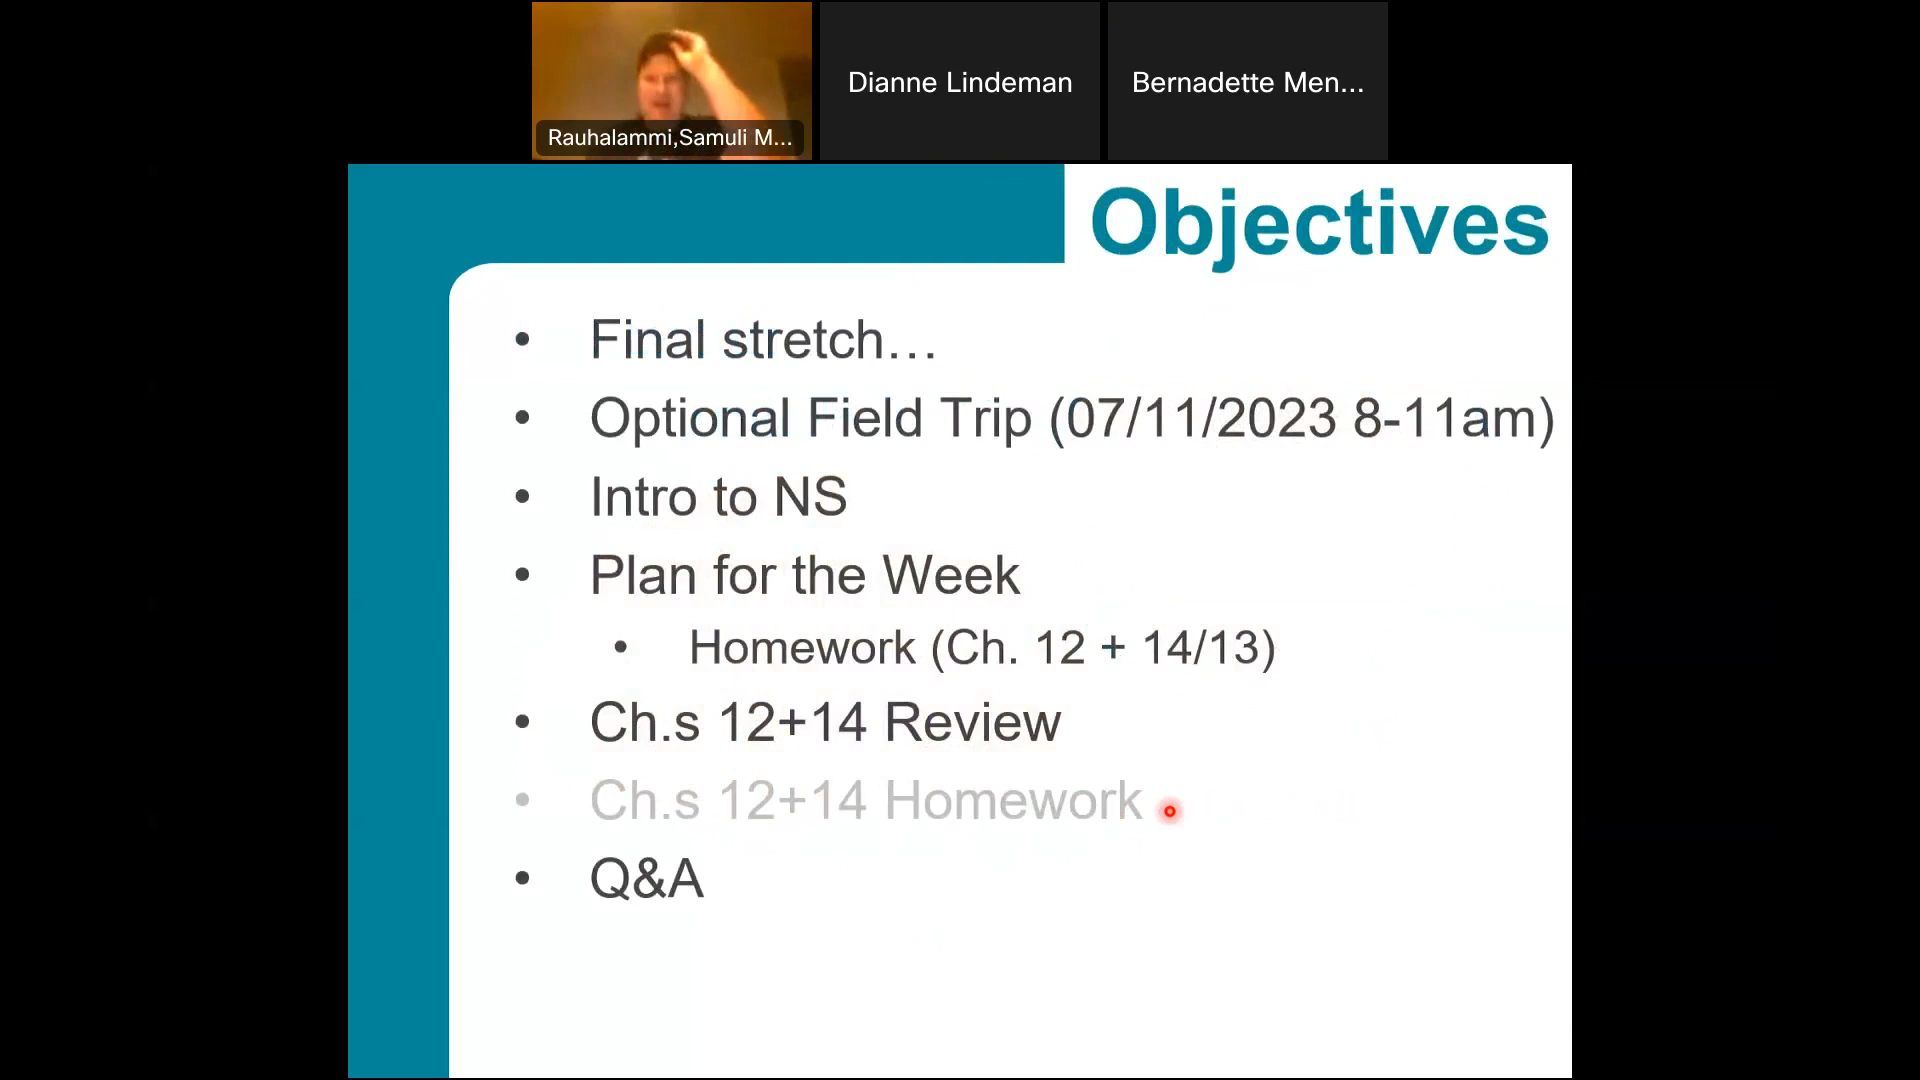 Dianne Lindeman
Bernadette Men...
Rauhalammi,Samuli M...
Objectives
• Final stretch…
• Optional Field Trip (07/11/2023 8-11am)
• Intro to NS
• Plan for the Week
• Homework (Ch. 12 + 14/13)
• Ch.s 12+14 Review
• Ch.s 12+14 Homework
• Q&A